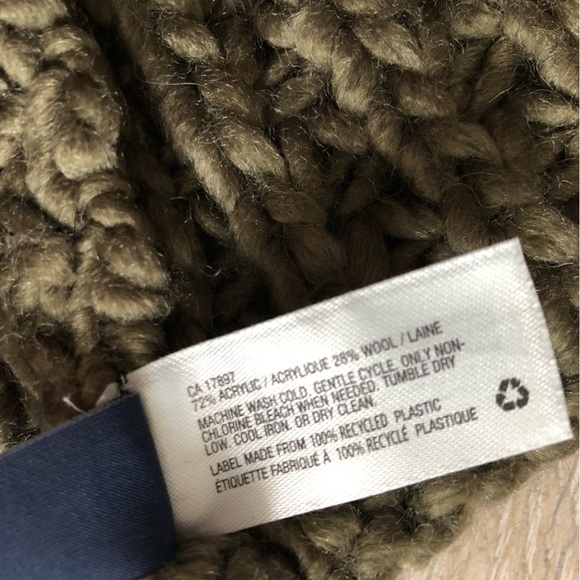 CA 17897
72% ACRYLIC / ACRYLIQUE 28% WOOL / LAINE
MACHINE WASH COLD. GENTLE CYCLE. ONLY NON-
CHLORINE BLEACH WHEN NEEDED. TUMBLE DRY
LOW. COOL IRON. OR DRY CLEAN.
LABEL MADE FROM 100% RECYCLED PLASTIC
ÉTIQUETTE FABRIQUÉ À 100% RECYCLÉ PLASTIQUE